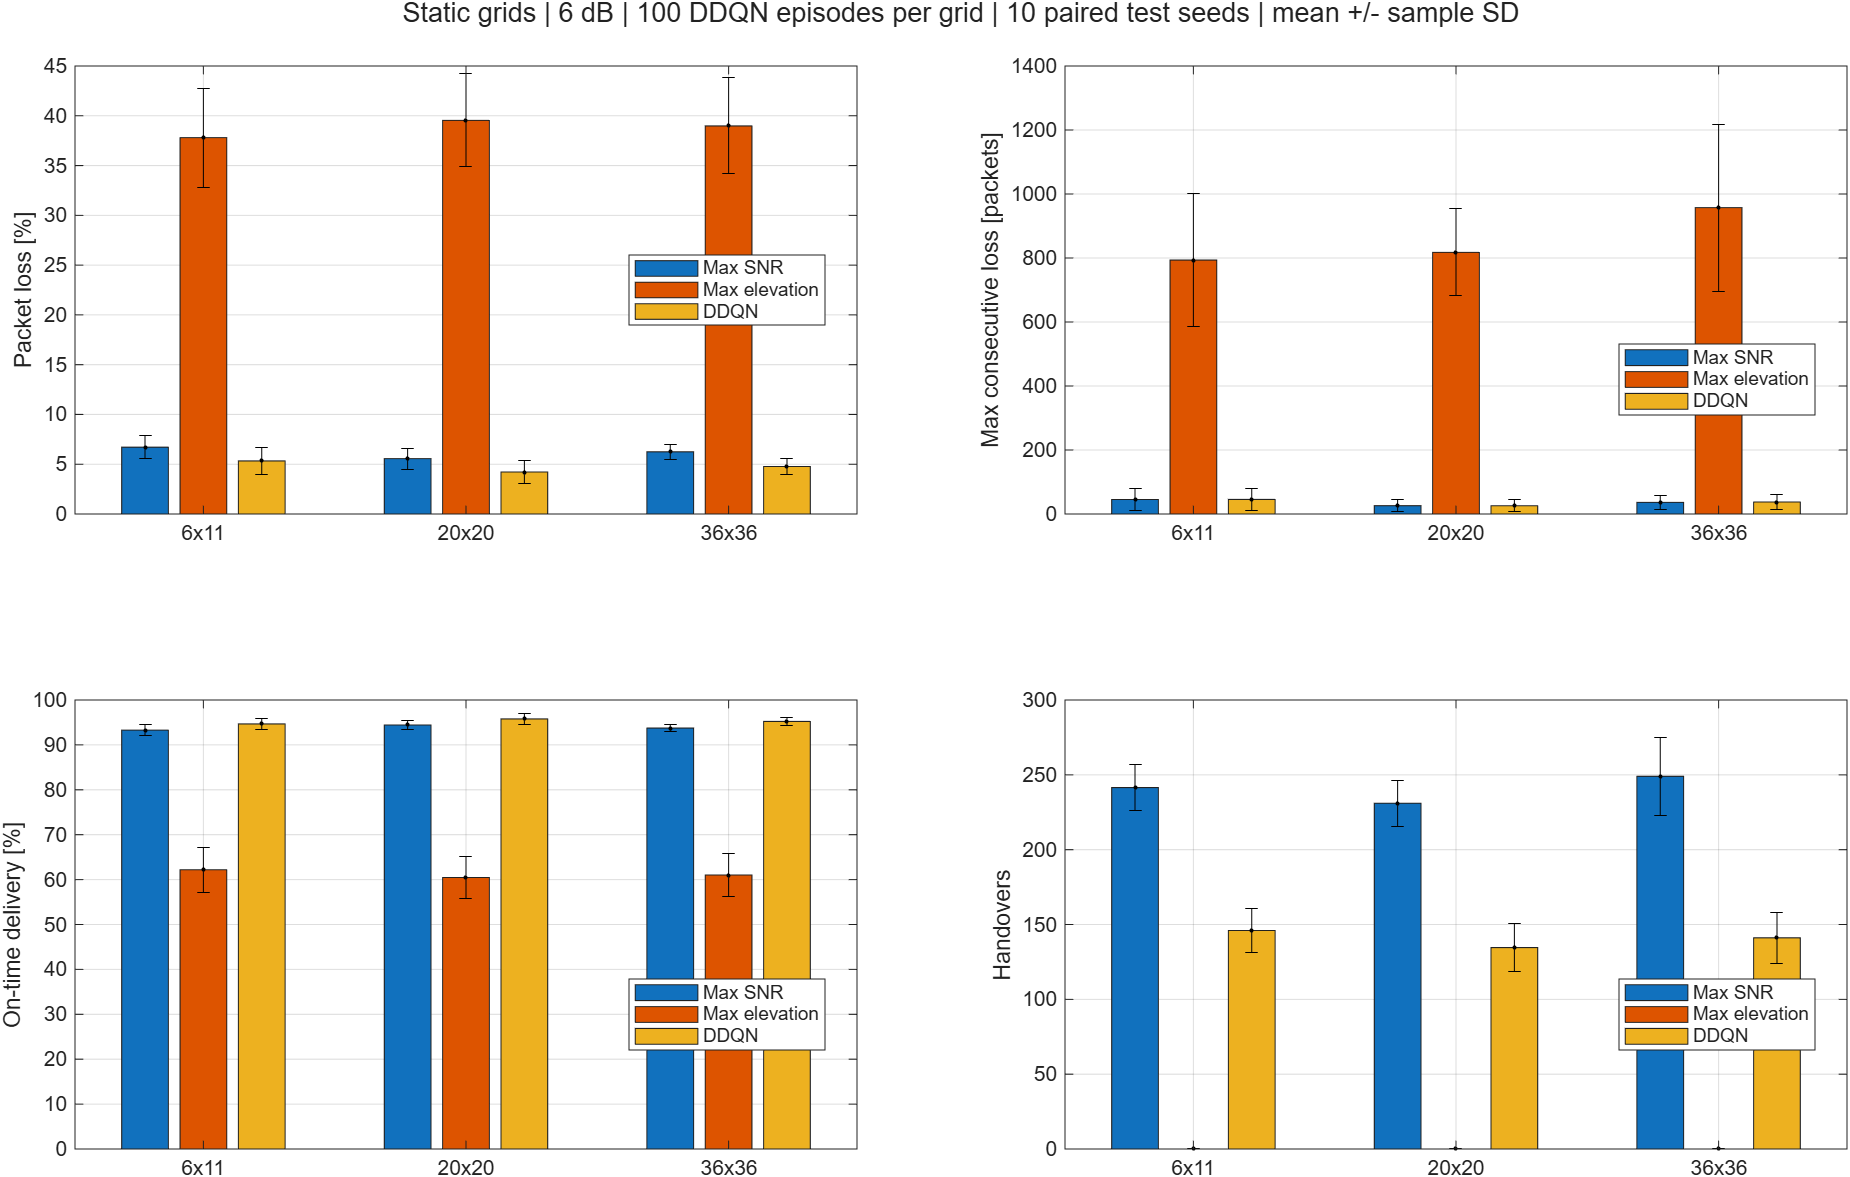 Static grids | 6 dB | 100 DDQN episodes per grid | 10 paired test seeds | mean +/- sample SD
Packet loss [%]
45
40
35
30
25
20
15
10
5
0
6x11
20x20
36x36
Max SNR
Max elevation
DDQN
Max consecutive loss [packets]
1400
1200
1000
800
600
400
200
0
6x11
20x20
36x36
Max SNR
Max elevation
DDQN
On-time delivery [%]
100
90
80
70
60
50
40
30
20
10
0
6x11
20x20
36x36
Max SNR
Max elevation
DDQN
Handovers
300
250
200
150
100
50
0
6x11
20x20
36x36
Max SNR
Max elevation
DDQN